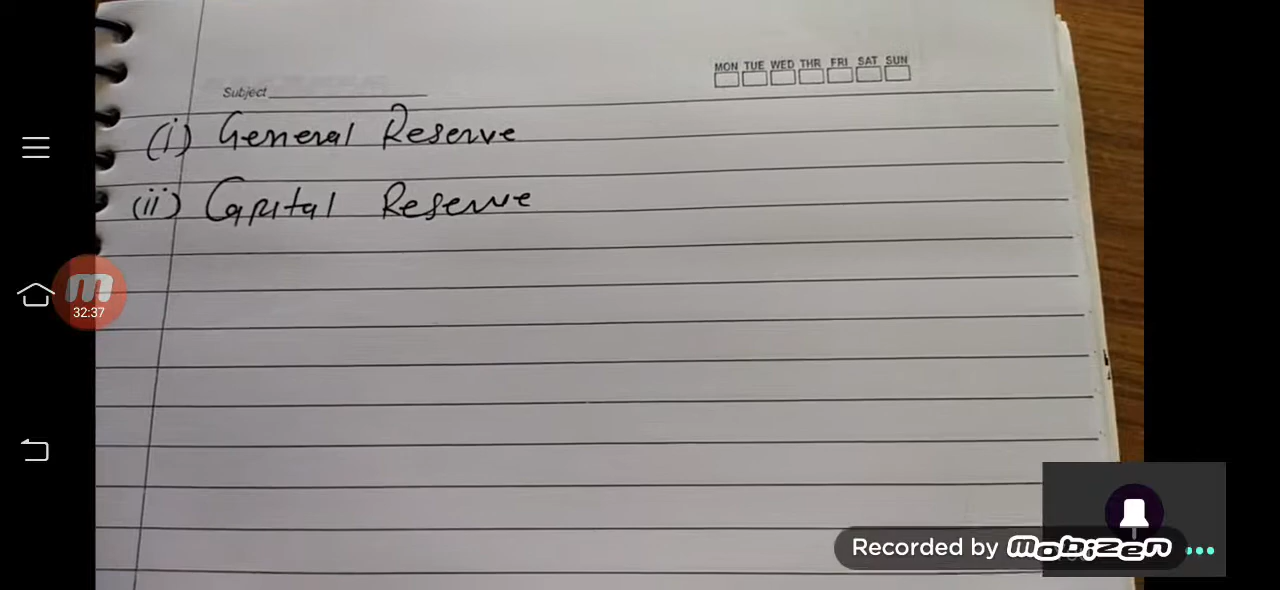 MON TUE WED THR FRI SAT SUN
Subject
(i) General Reserve
(ii) Capital Reserve
32:37
Recorded by Mobizen